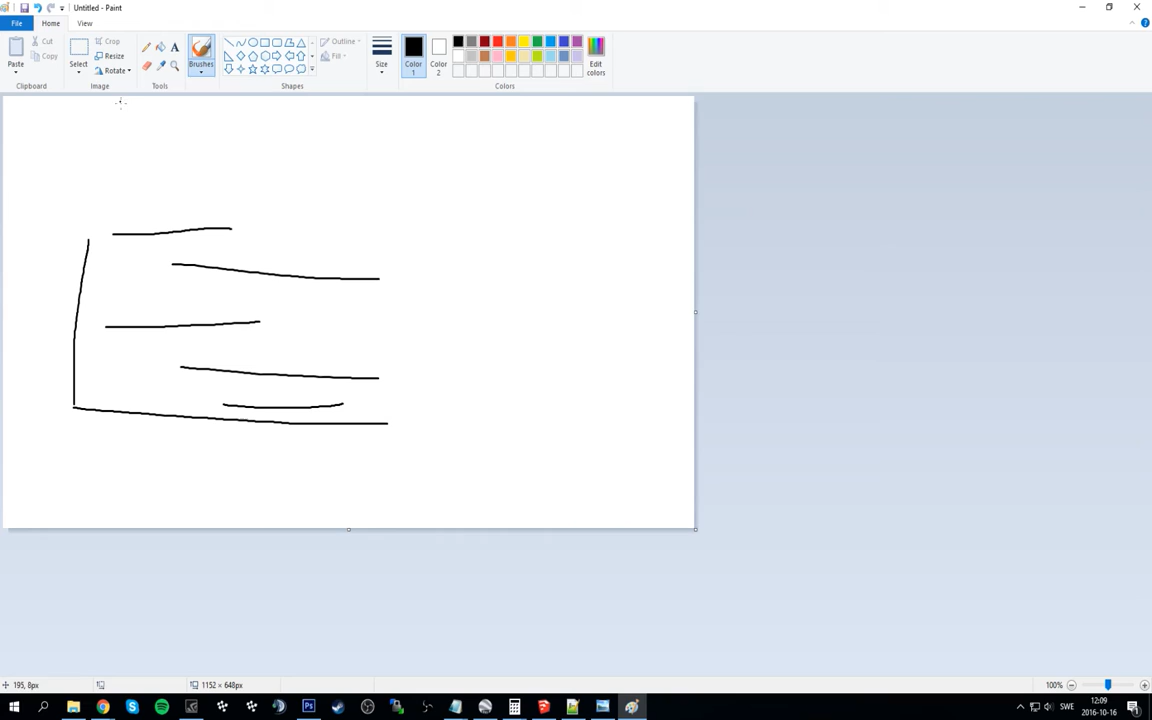 Untitled - Paint
File Home View
Paste
Cut
Copy
Clipboard
Select
Crop
Resize
Rotate
Image
A
Tools
Brushes
Outline
Fill
Shapes
Size
Color 1
Color 2
Edit colors
Colors
195, 8px
1152 × 648px
100%
Ps
SWE
12:09
2016-10-16